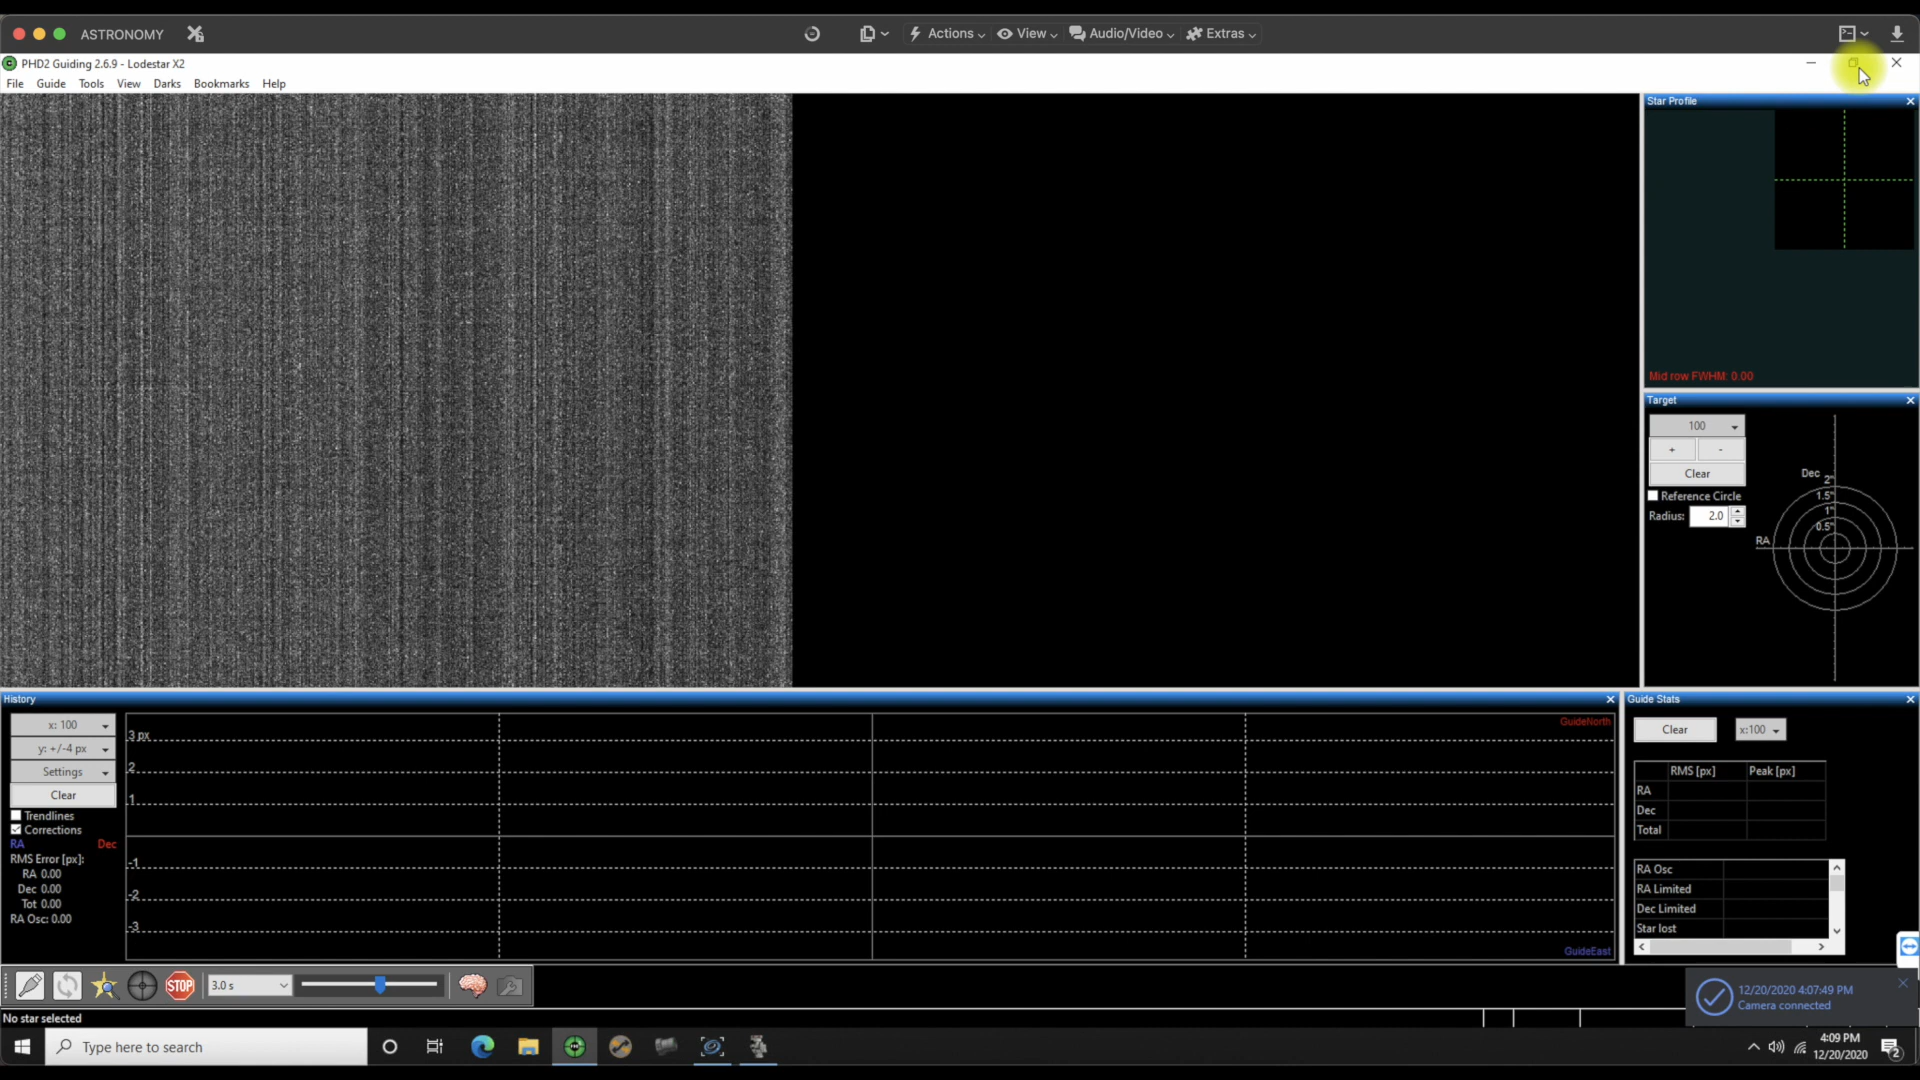 ASTRONOMY
Actions
View
Audio/Video
Extras
PHD2 Guiding 2.6.9 - Lodestar X2
File Guide Tools View Darks Bookmarks Help
Star Profile
Mid row FWHM: 0.00
Target
100
+ -
Clear
Reference Circle
Radius: 2.0
Dec
2"
1.5"
1"
0.5"
RA
History
x: 100
y: +/-4 px
Settings
Clear
Trendlines
Corrections
RA Dec
RMS Error [px]:
RA 0.00
Dec 0.00
Tot 0.00
RA Osc: 0.00
3 px
2
1
-1
-2
-3
GuideNorth
GuideEast
Guide Stats
Clear x:100
RMS [px] Peak [px]
RA
Dec
Total
RA Osc
RA Limited
Dec Limited
Star lost
STOP
3.0 s
12/20/2020 4:07:49 PM
Camera connected
No star selected
Type here to search
4:09 PM
12/20/2020
2